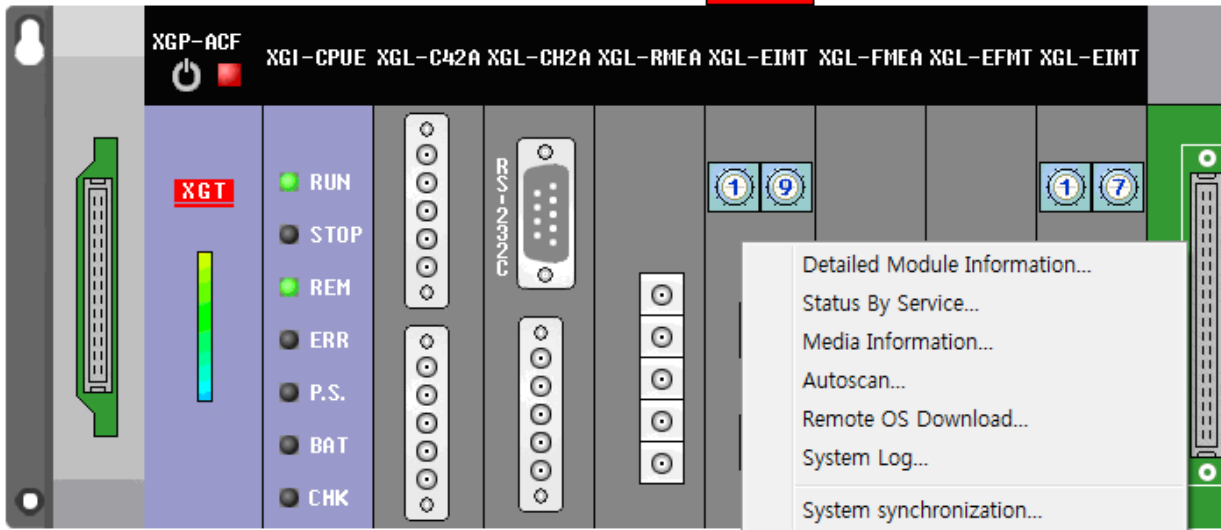 XGP-ACF
XGI-CPUE XGL-C42A XGL-CH2A XGL-RMEA XGL-EIMT XGL-FMEA XGL-EFMT XGL-EIMT
XGT
RUN
STOP
REM
ERR
P.S.
BAT
CHK
RS-232C
1 9
1 7
Detailed Module Information...
Status By Service...
Media Information...
Autoscan...
Remote OS Download...
System Log...
System synchronization...